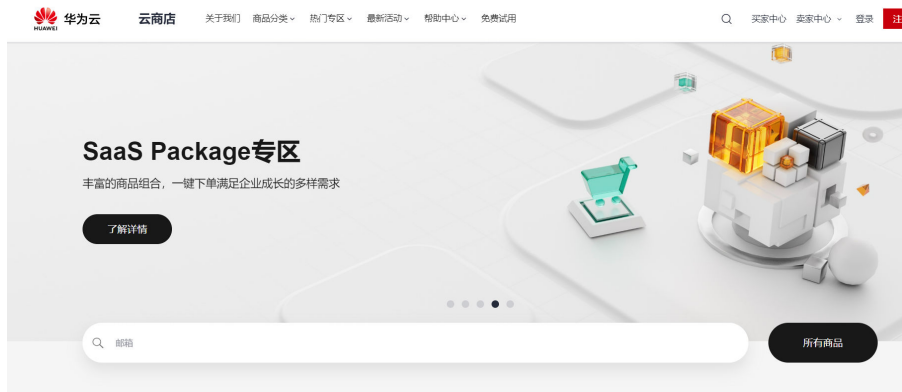 HUAWEI 华为云 云商店 关于我们 商品分类 热门专区 最新活动 帮助中心 免费试用 买家中心 卖家中心 登录 注
SaaS Package专区
丰富的商品组合，一键下单满足企业成长的多样需求
了解详情
邮箱 所有商品